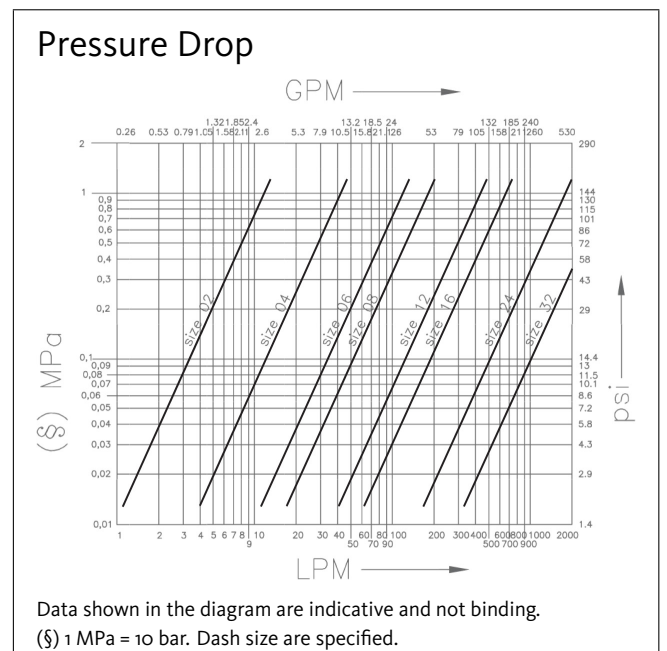 Pressure Drop
GPM
1.32 1.85 2.4 13.2 18.5 24 132 185 240
0.26 0.53 0.79 1.05 1.58 2.11 2.6 5.3 7.9 10.5 15.8 21.1 26 53 79 105 158 211 260 530
2 290
1 144
0,9 130
0,8 115
0,7 101
0,6 86
0,5 72
0,4 58
0,3 43
0,2 29
size 02 size 04 size 06 size 08 size 12 size 16 size 24 size 32
0,1 14.4
0,09 13
0,08 11.5
0,07 10.1
0,06 8.6
0,05 7.2
0,04 5.8
0,03 4.3
0,02 2.9
0,01 1.4
(§) MPa
psi
1 2 3 4 5 6 7 8 10 20 30 40 60 80 100 200 300 400 600 800 1000 2000
9 50 70 90 500 700 900
LPM
Data shown in the diagram are indicative and not binding.
(§) 1 MPa = 10 bar. Dash size are specified.